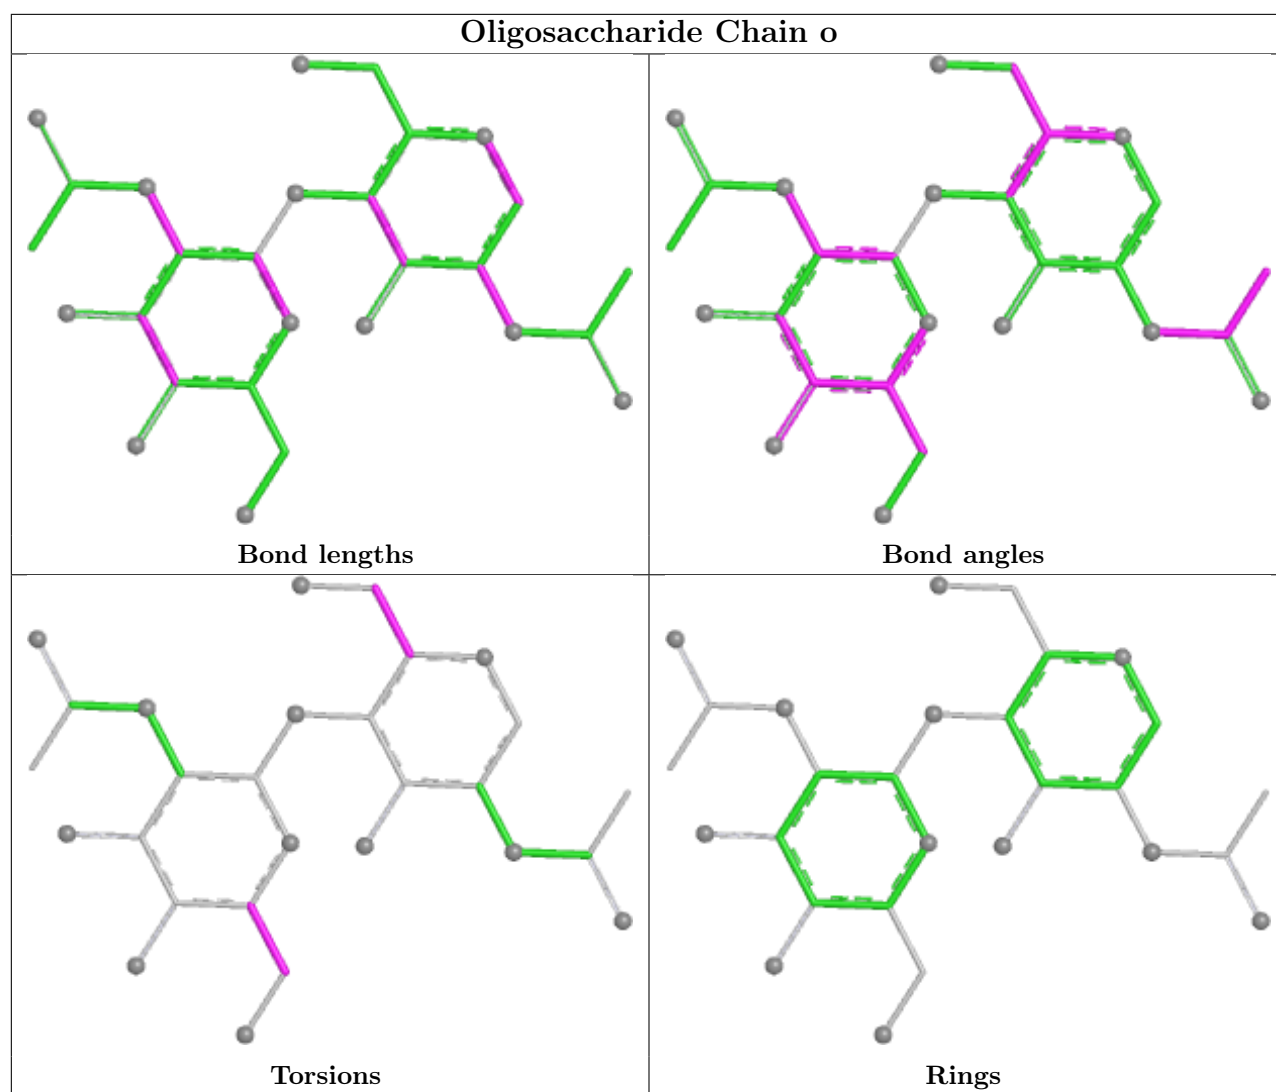 Oligosaccharide Chain o
Bond lengths
Bond angles
Torsions
Rings